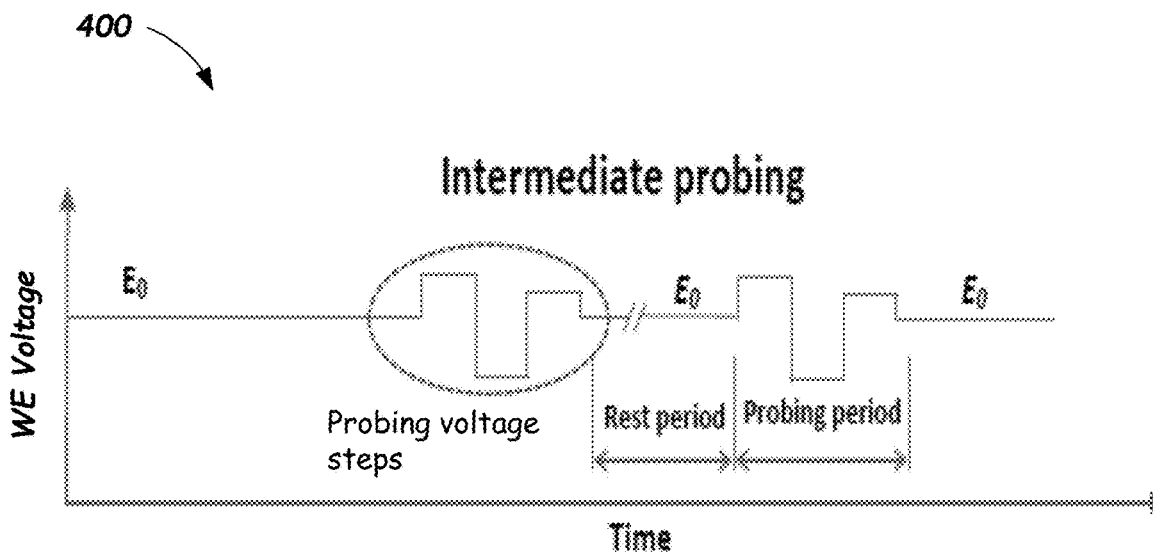 400
Intermediate probing
WE Voltage
E₀
E₀
E₀
Probing voltage
steps
Rest period
Probing period
Time